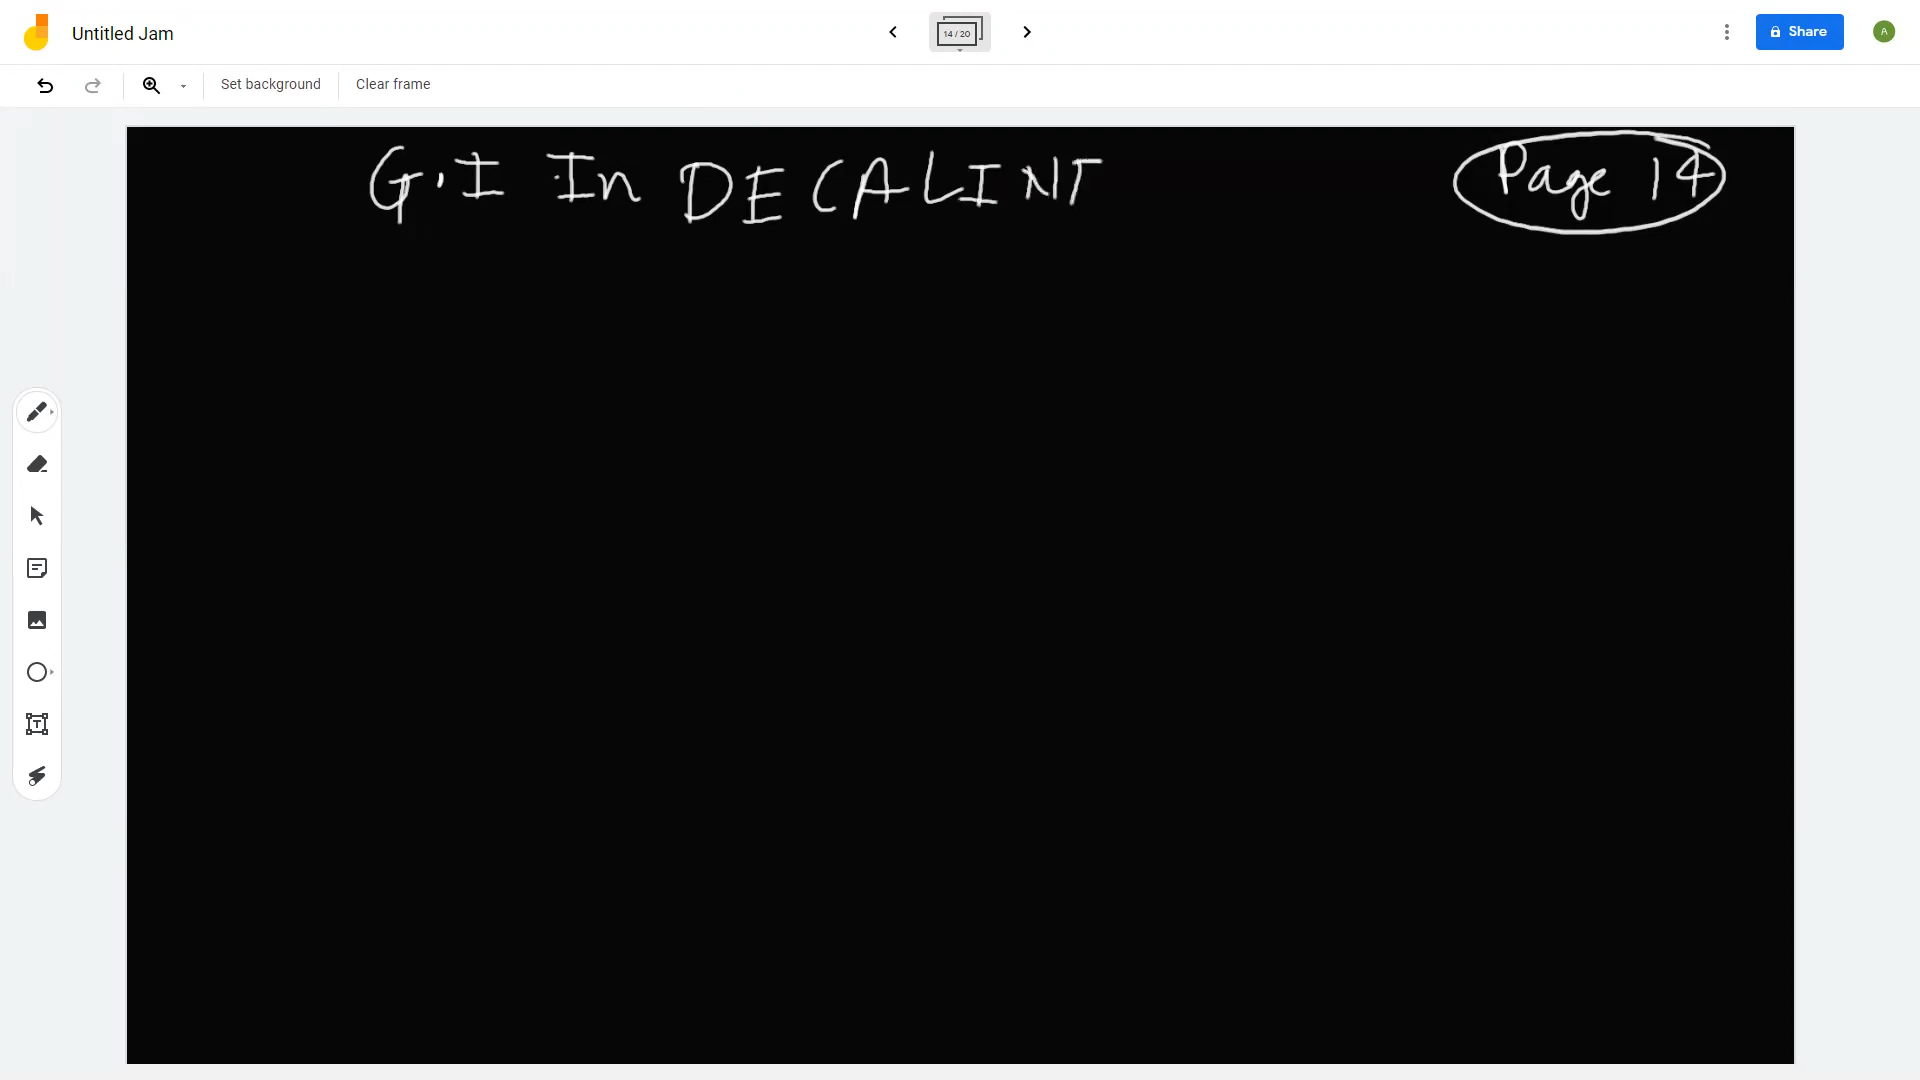 Untitled Jam
14 / 20
Share
A
Set background
Clear frame
G.I In DECALINT
Page 14